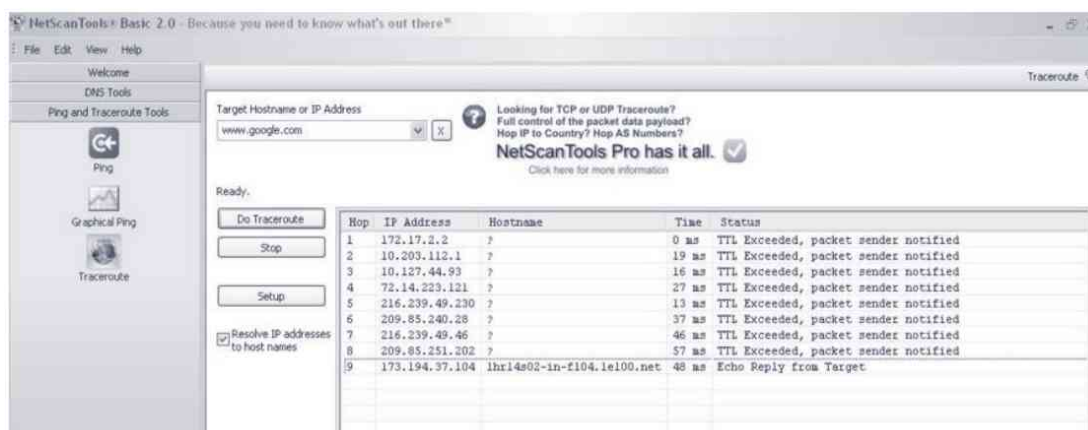 NetScanTools® Basic 2.0 - Because you need to know what's out there®
File Edit View Help
Welcome
DNS Tools
Ping and Traceroute Tools
Ping
Graphical Ping
Traceroute
Traceroute
Target Hostname or IP Address
www.google.com
X
?
Looking for TCP or UDP Traceroute?
Full control of the packet data payload?
Hop IP to Country? Hop AS Numbers?
NetScanTools Pro has it all.
Click here for more information
Ready.
Do Traceroute
Stop
Setup
Resolve IP addresses
to host names
Hop IP Address Hostname Time Status
1 172.17.2.2 ? 0 ms TTL Exceeded, packet sender notified
2 10.203.112.1 ? 19 ms TTL Exceeded, packet sender notified
3 10.127.44.93 ? 16 ms TTL Exceeded, packet sender notified
4 72.14.223.121 ? 27 ms TTL Exceeded, packet sender notified
5 216.239.49.230 ? 13 ms TTL Exceeded, packet sender notified
6 209.85.240.28 ? 37 ms TTL Exceeded, packet sender notified
7 216.239.49.46 ? 46 ms TTL Exceeded, packet sender notified
8 209.85.251.202 ? 57 ms TTL Exceeded, packet sender notified
9 173.194.37.104 lhr14s02-in-f104.1e100.net 48 ms Echo Reply from Target